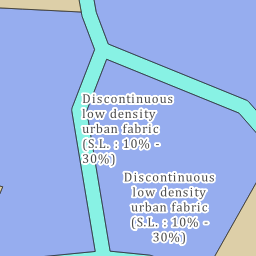 Discontinuous
low density
urban fabric
(S.L. : 10% -
30%)
Discontinuous
low density
urban fabric
(S.L. : 10% -
30%)